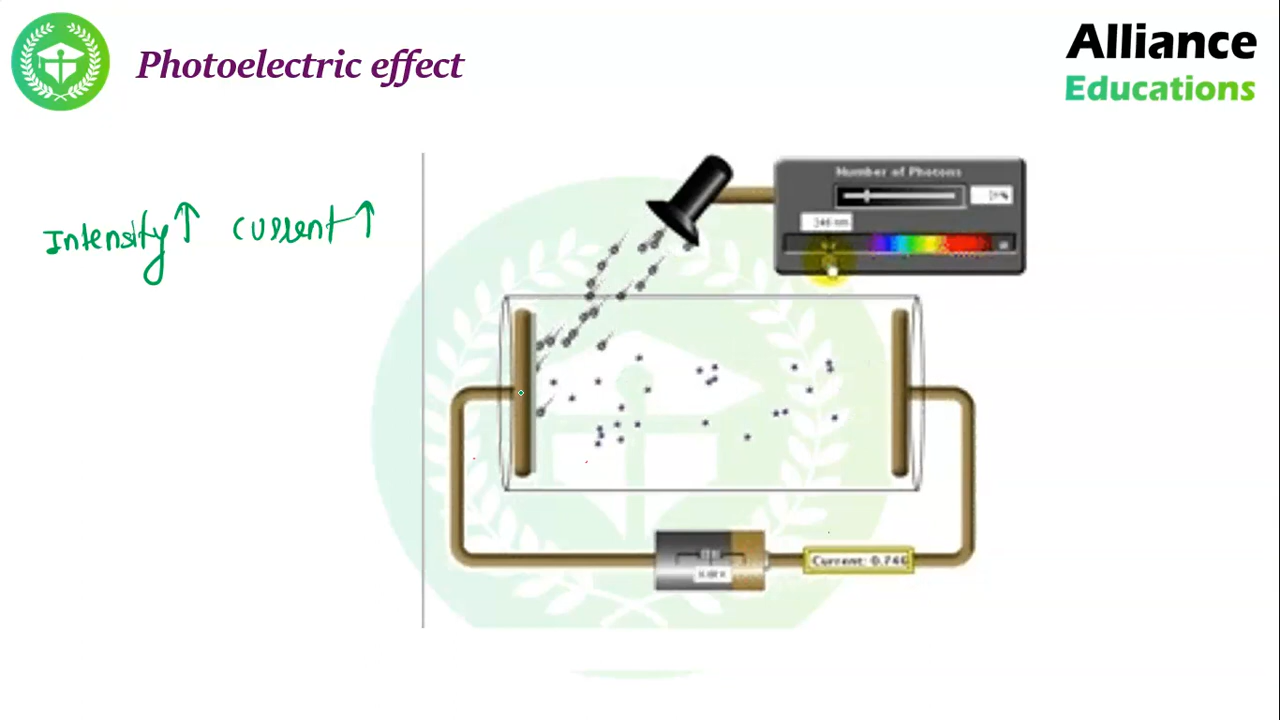 Photoelectric effect
Alliance
Educations
Intensity↑ current↑
Number of Photons
Current: 0.746